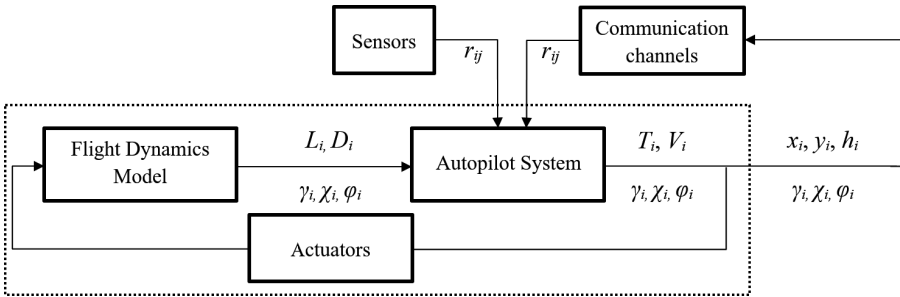 Sensors
Communication
channels
r_ij
r_ij
Flight Dynamics
Model
L_i, D_i
γ_i, χ_i, φ_i
Autopilot System
T_i, V_i
γ_i, χ_i, φ_i
x_i, y_i, h_i
γ_i, χ_i, φ_i
Actuators